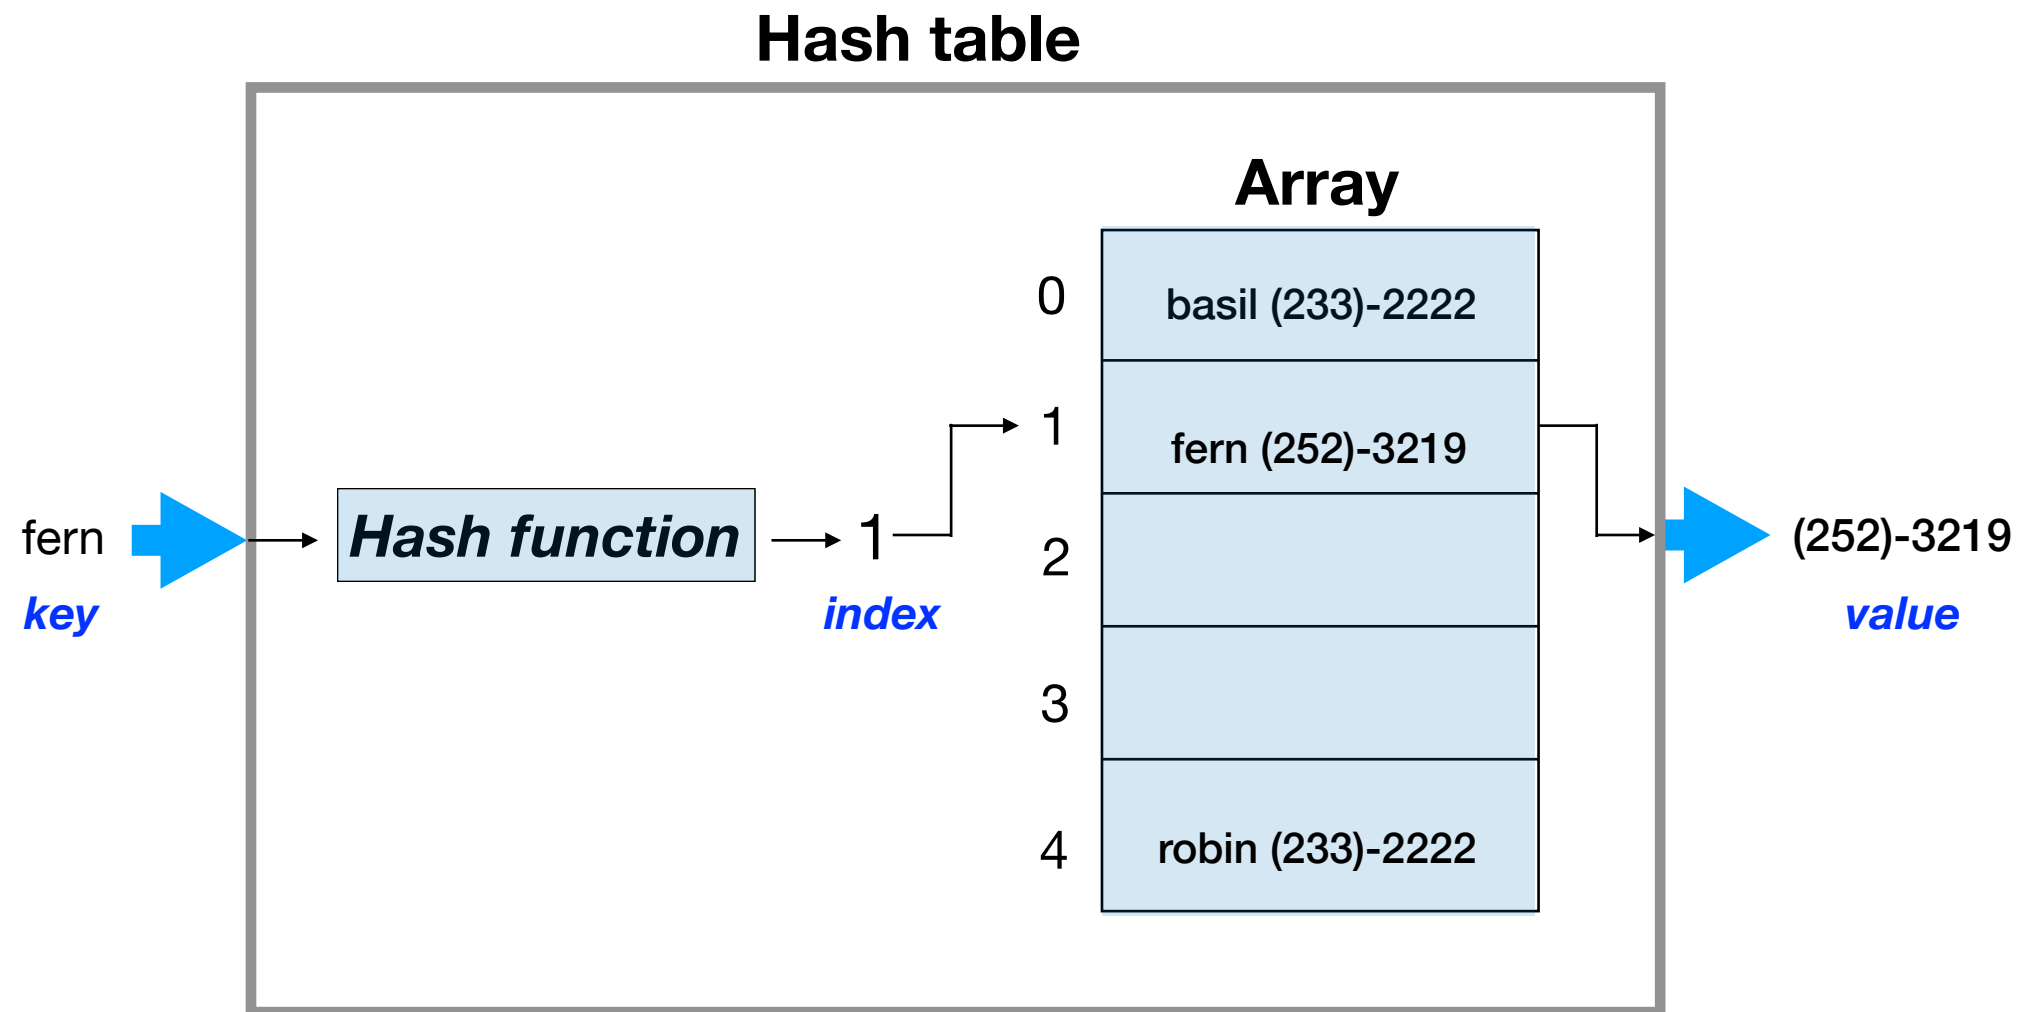 Hash table
Array
0
basil (233)-2222
1
fern (252)-3219
fern
Hash function
1
(252)-3219
2
key
index
value
3
4
robin (233)-2222